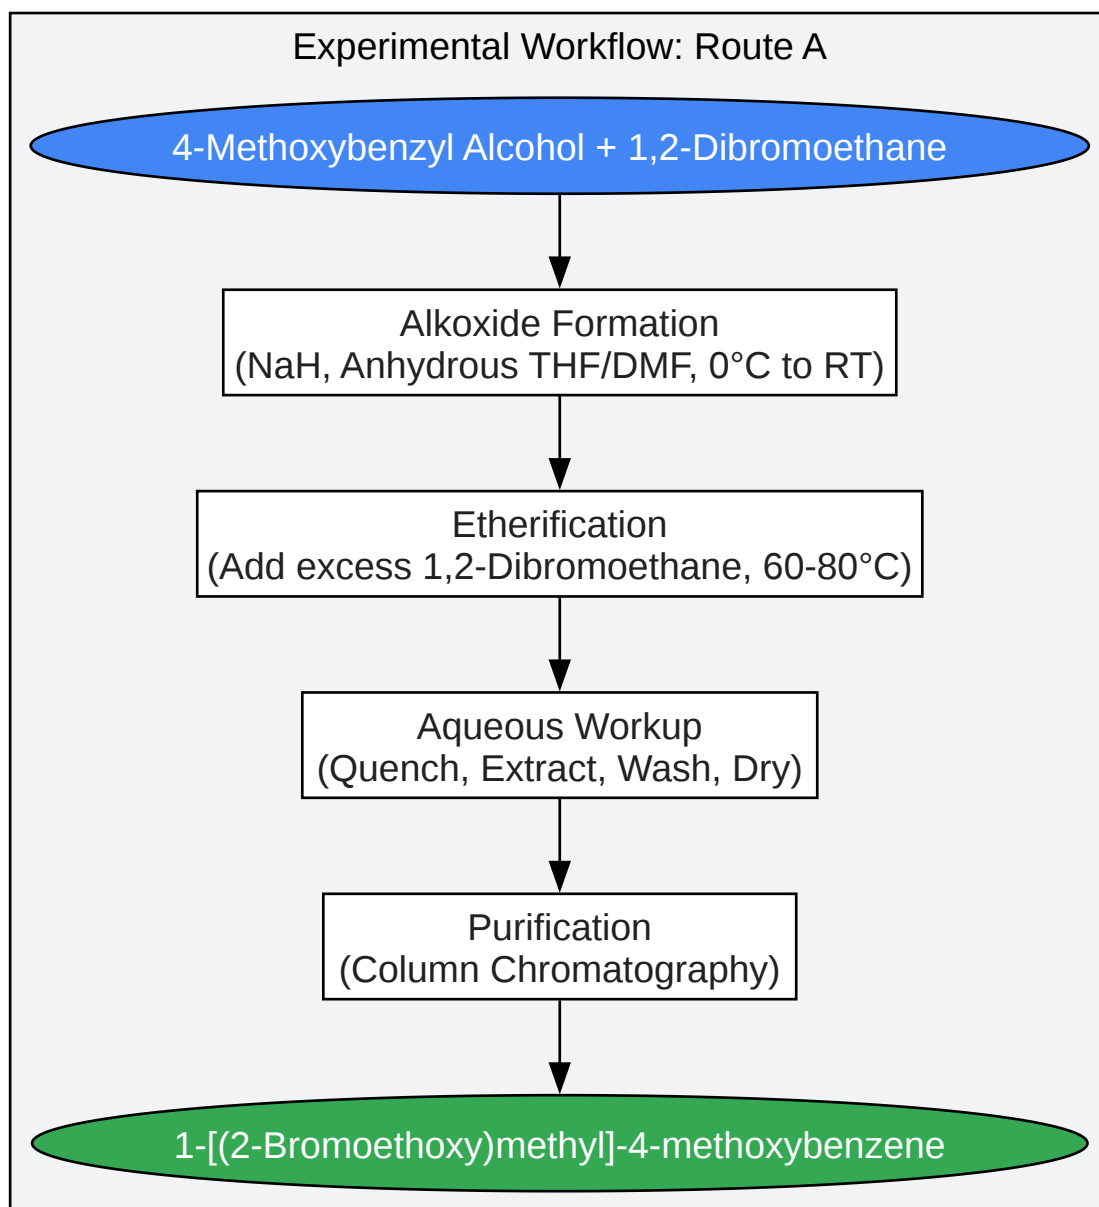 Experimental Workflow: Route A
4-Methoxybenzyl Alcohol + 1,2-Dibromoethane
Alkoxide Formation
(NaH, Anhydrous THF/DMF, 0°C to RT)
Etherification
(Add excess 1,2-Dibromoethane, 60-80°C)
Aqueous Workup
(Quench, Extract, Wash, Dry)
Purification
(Column Chromatography)
1-[(2-Bromoethoxy)methyl]-4-methoxybenzene